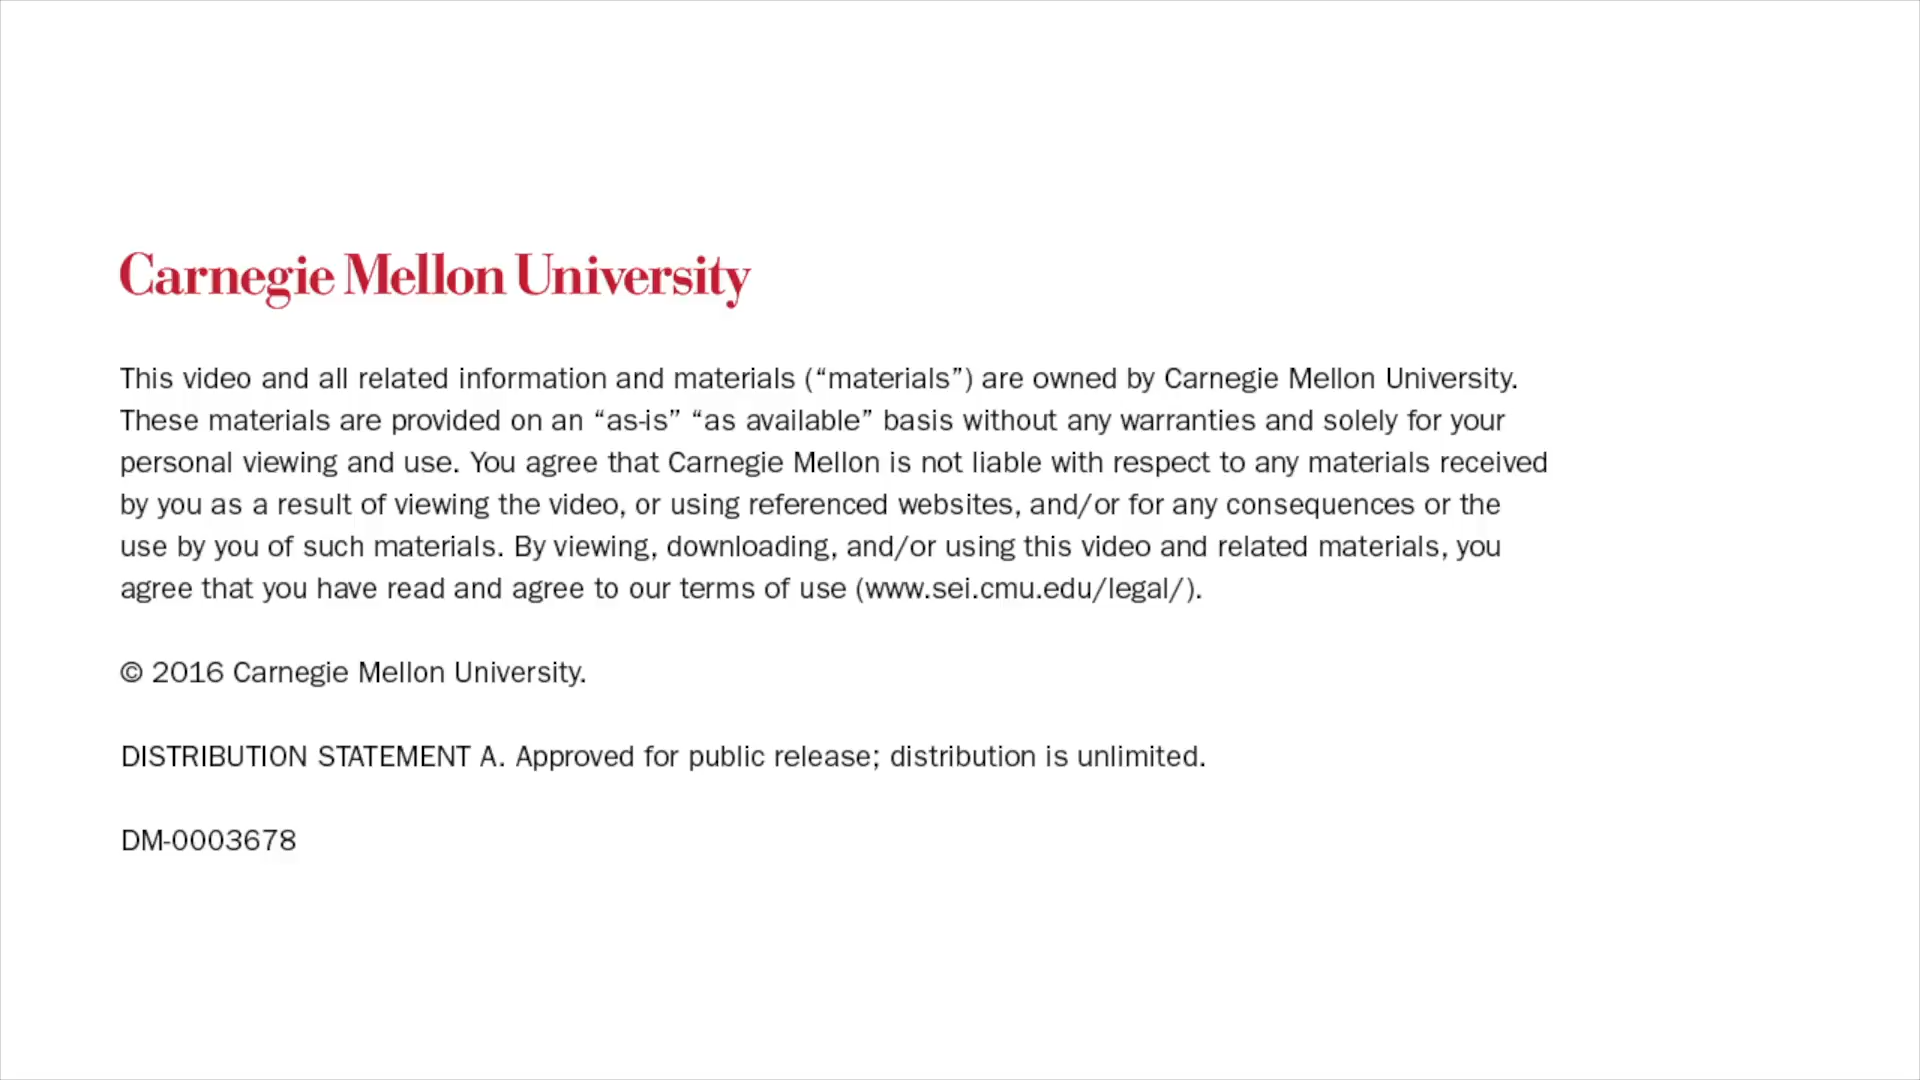 Carnegie Mellon University
This video and all related information and materials (“materials”) are owned by Carnegie Mellon University.
These materials are provided on an “as-is” “as available” basis without any warranties and solely for your
personal viewing and use. You agree that Carnegie Mellon is not liable with respect to any materials received
by you as a result of viewing the video, or using referenced websites, and/or for any consequences or the
use by you of such materials. By viewing, downloading, and/or using this video and related materials, you
agree that you have read and agree to our terms of use (www.sei.cmu.edu/legal/).
© 2016 Carnegie Mellon University.
DISTRIBUTION STATEMENT A. Approved for public release; distribution is unlimited.
DM-0003678